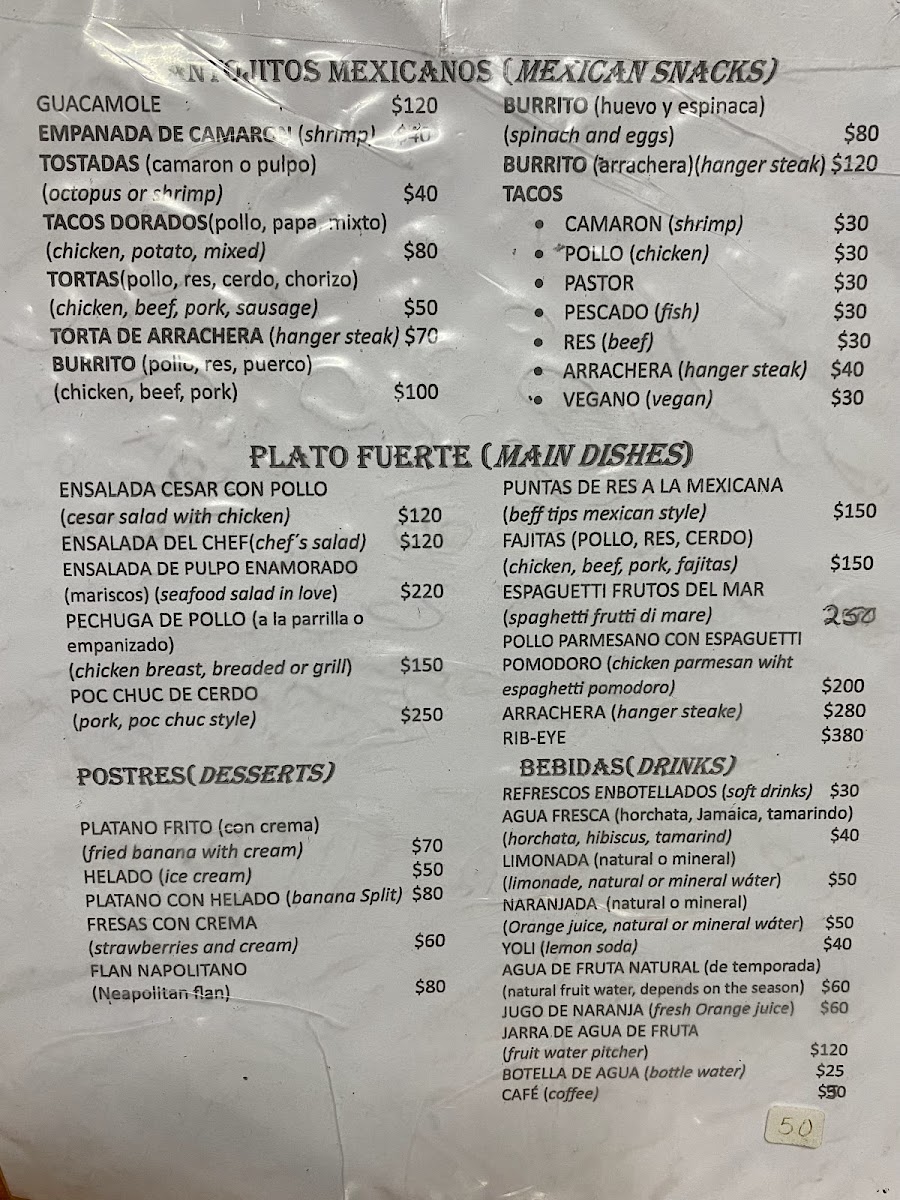 ANTOJITOS MEXICANOS (MEXICAN SNACKS)
GUACAMOLE $120
EMPANADA DE CAMARON (shrimp) $40
TOSTADAS (camaron o pulpo)
(octopus or shrimp) $40
TACOS DORADOS(pollo, papa, mixto)
(chicken, potato, mixed) $80
TORTAS(pollo, res, cerdo, chorizo)
(chicken, beef, pork, sausage) $50
TORTA DE ARRACHERA (hanger steak) $70
BURRITO (pollo, res, puerco)
(chicken, beef, pork) $100
BURRITO (huevo y espinaca)
(spinach and eggs) $80
BURRITO (arrachera)(hanger steak) $120
TACOS
• CAMARON (shrimp) $30
• POLLO (chicken) $30
• PASTOR $30
• PESCADO (fish) $30
• RES (beef) $30
• ARRACHERA (hanger steak) $40
• VEGANO (vegan) $30
PLATO FUERTE (MAIN DISHES)
ENSALADA CESAR CON POLLO
(cesar salad with chicken) $120
ENSALADA DEL CHEF(chef´s salad) $120
ENSALADA DE PULPO ENAMORADO
(mariscos) (seafood salad in love) $220
PECHUGA DE POLLO (a la parrilla o
empanizado)
(chicken breast, breaded or grill) $150
POC CHUC DE CERDO
(pork, poc chuc style) $250
PUNTAS DE RES A LA MEXICANA
(beff tips mexican style) $150
FAJITAS (POLLO, RES, CERDO)
(chicken, beef, pork, fajitas) $150
ESPAGUETTI FRUTOS DEL MAR
(spaghetti frutti di mare) 250
POLLO PARMESANO CON ESPAGUETTI
POMODORO (chicken parmesan wiht
espaghetti pomodoro) $200
ARRACHERA (hanger steake) $280
RIB-EYE $380
POSTRES(DESSERTS)
PLATANO FRITO (con crema)
(fried banana with cream) $70
HELADO (ice cream) $50
PLATANO CON HELADO (banana Split) $80
FRESAS CON CREMA
(strawberries and cream) $60
FLAN NAPOLITANO
(Neapolitan flan) $80
BEBIDAS(DRINKS)
REFRESCOS ENBOTELLADOS (soft drinks) $30
AGUA FRESCA (horchata, Jamaica, tamarindo)
(horchata, hibiscus, tamarind) $40
LIMONADA (natural o mineral)
(limonade, natural or mineral wáter) $50
NARANJADA (natural o mineral)
(Orange juice, natural or mineral wáter) $50
YOLI (lemon soda) $40
AGUA DE FRUTA NATURAL (de temporada)
(natural fruit water, depends on the season) $60
JUGO DE NARANJA (fresh Orange juice) $60
JARRA DE AGUA DE FRUTA
(fruit water pitcher) $120
BOTELLA DE AGUA (bottle water) $25
CAFÉ (coffee)
50